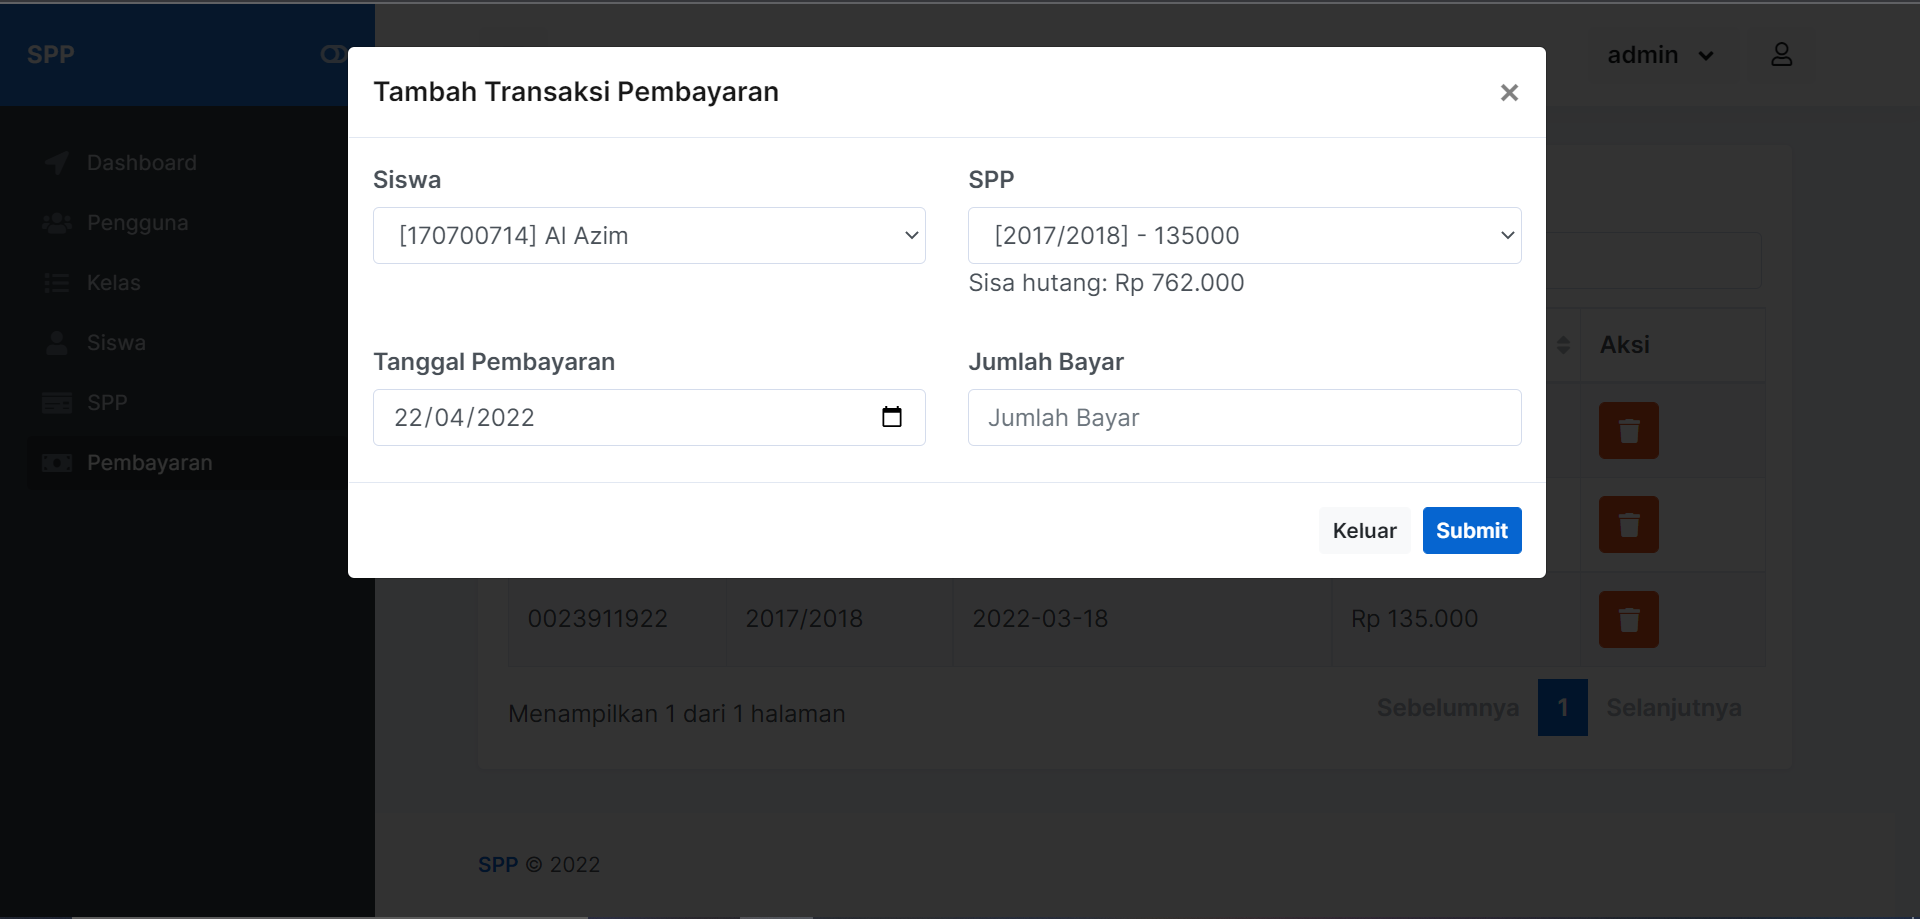 SPP
admin
Tambah Transaksi Pembayaran
×
Dashboard
Pengguna
Kelas
Siswa
SPP
Pembayaran
Siswa
SPP
[170700714] Al Azim
[2017/2018] - 135000
Sisa hutang: Rp 762.000
Tanggal Pembayaran
Jumlah Bayar
22/04/2022
Jumlah Bayar
Keluar
Submit
Aksi
0023911922 2017/2018 2022-03-18 Rp 135.000
Menampilkan 1 dari 1 halaman
Sebelumnya 1 Selanjutnya
SPP © 2022